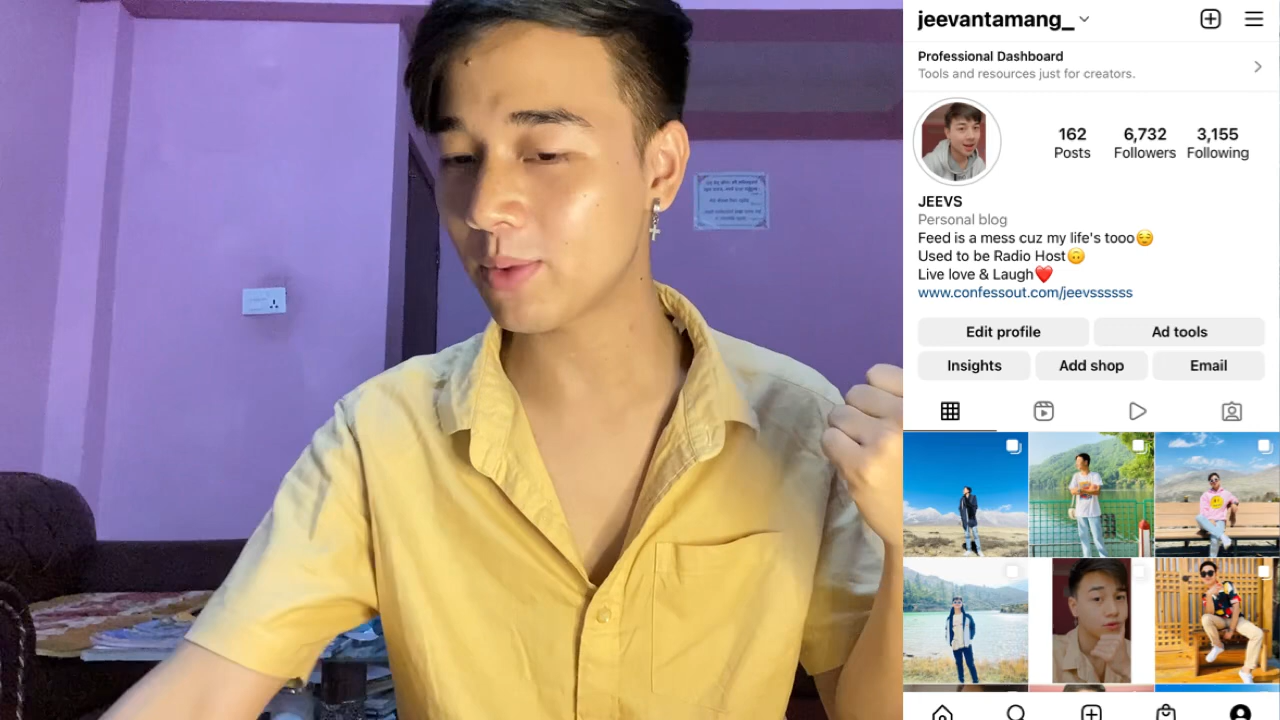 jeevantamang_
Professional Dashboard
Tools and resources just for creators.
162
Posts
6,732
Followers
3,155
Following
JEEVS
Personal blog
Feed is a mess cuz my life's tooo😌
Used to be Radio Host🙃
Live love & Laugh❤️
www.confessout.com/jeevssssss
Edit profile
Ad tools
Insights
Add shop
Email